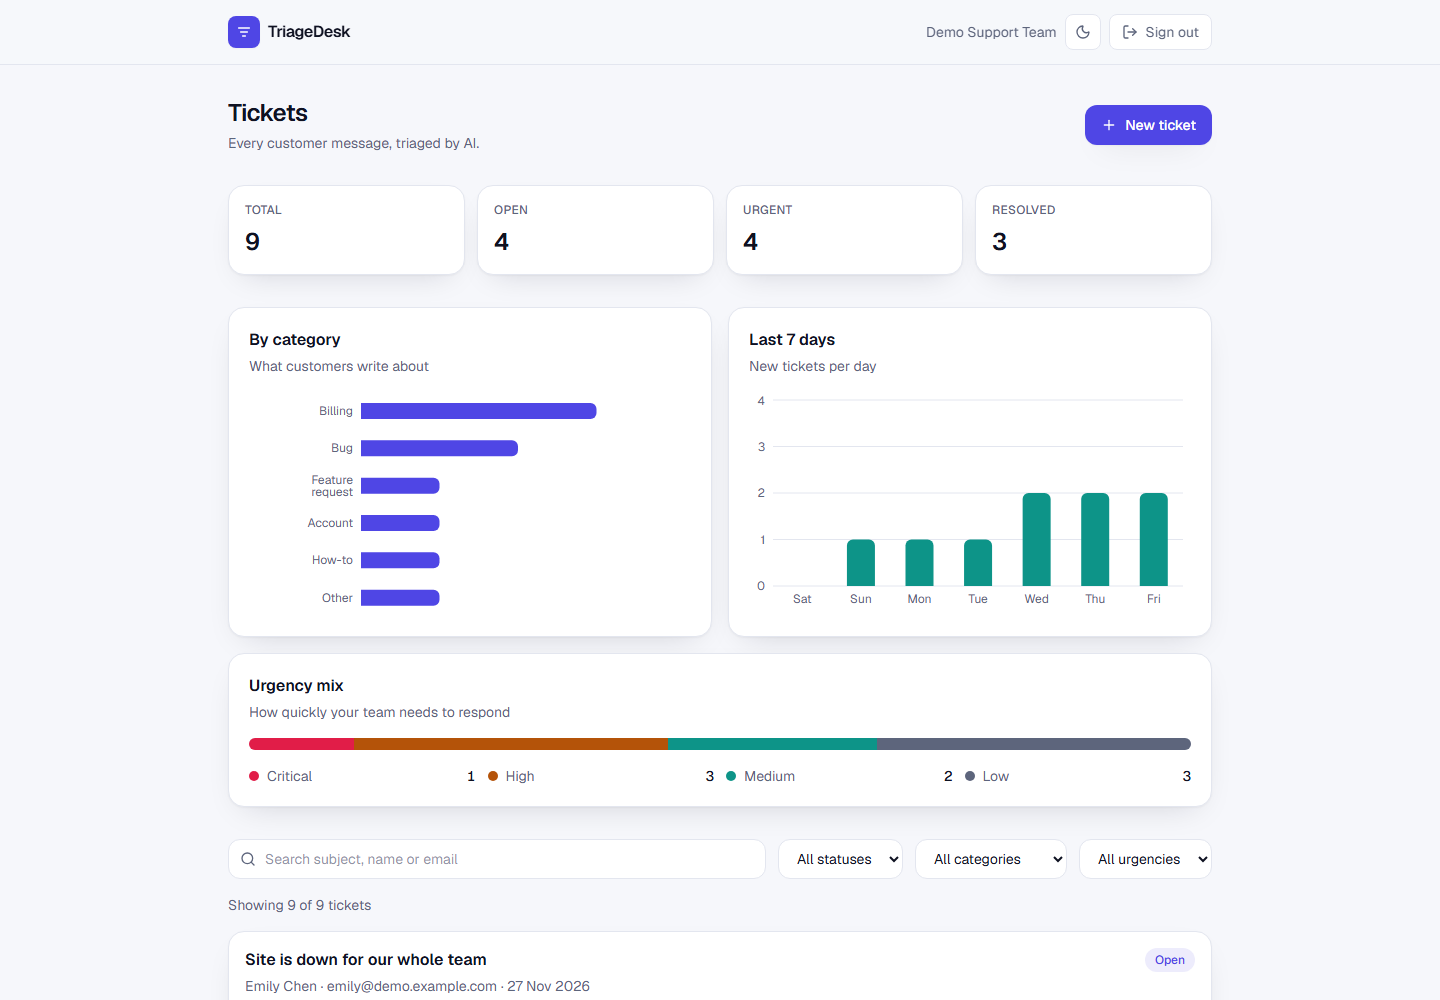 TriageDesk
Demo Support Team
Sign out
Tickets
Every customer message, triaged by AI.
New ticket
TOTAL
9
OPEN
4
URGENT
4
RESOLVED
3
By category
What customers write about
Billing
Bug
Feature
request
Account
How-to
Other
Last 7 days
New tickets per day
4
3
2
1
0
Sat Sun Mon Tue Wed Thu Fri
Urgency mix
How quickly your team needs to respond
Critical 1 High 3 Medium 2 Low 3
Search subject, name or email
All statuses
All categories
All urgencies
Showing 9 of 9 tickets
Site is down for our whole team
Open
Emily Chen · emily@demo.example.com · 27 Nov 2026